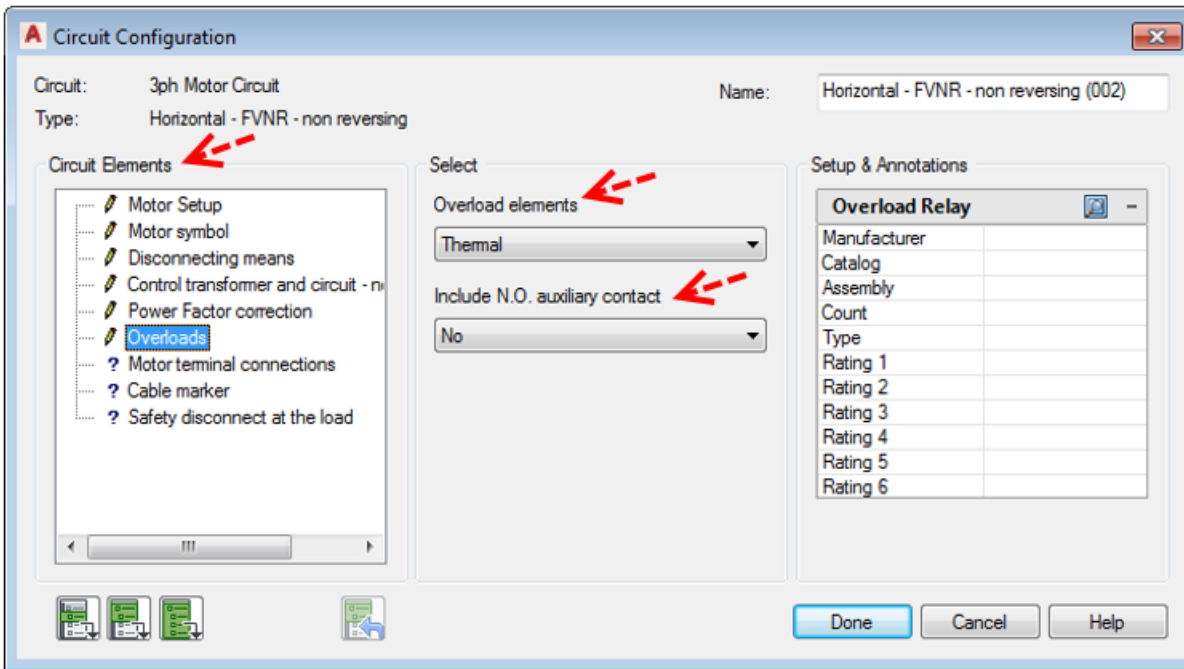 Circuit Configuration
Circuit: 3ph Motor Circuit
Type: Horizontal - FVNR - non reversing
Name: Horizontal - FVNR - non reversing (002)
Circuit Elements
Motor Setup
Motor symbol
Disconnecting means
Control transformer and circuit - n
Power Factor correction
Overloads
? Motor terminal connections
? Cable marker
? Safety disconnect at the load
Select
Overload elements
Thermal
Include N.O. auxiliary contact
No
Setup & Annotations
Overload Relay
Manufacturer
Catalog
Assembly
Count
Type
Rating 1
Rating 2
Rating 3
Rating 4
Rating 5
Rating 6
Done Cancel Help